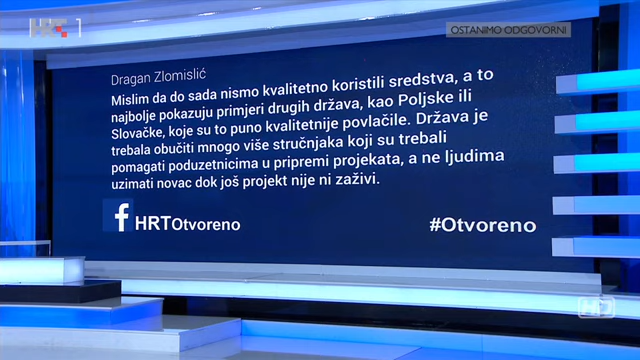 HRT 1
OSTANIMO ODGOVORNI
Dragan Zlomislić
Mislim da do sada nismo kvalitetno koristili sredstva, a to
najbolje pokazuju primjeri drugih država, kao Poljske ili
Slovačke, koje su to puno kvalitetnije povlačile. Država je
trebala obučiti mnogo više stručnjaka koji su trebali
pomagati poduzetnicima u pripremi projekata, a ne ljudima
uzimati novac dok još projekt nije ni zaživi.
f HRTOtvoreno
#Otvoreno
HD